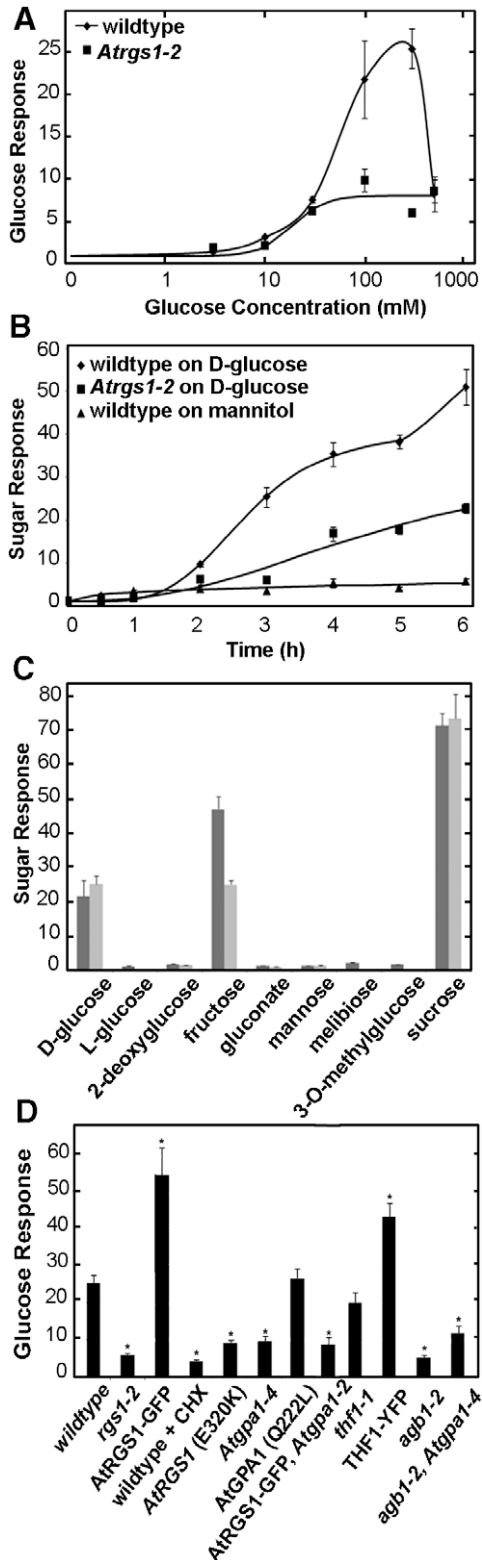 A
wildtype
Atrgs1-2
Glucose Response
25
20
15
10
5
0
0
1
10
100
1000
Glucose Concentration (mM)
B
wildtype on D-glucose
Atrgs1-2 on D-glucose
wildtype on mannitol
Sugar Response
60
50
40
30
20
10
0
0
1
2
3
4
5
6
Time (h)
C
Sugar Response
80
70
60
50
40
30
20
10
0
D-glucose
L-glucose
2-deoxyglucose
fructose
gluconate
mannose
melibiose
3-O-methylglucose
sucrose
D
Glucose Response
60
50
40
30
20
10
0
*
*
*
*
*
*
*
*
*
wildtype
rgs1-2
AtRGS1-GFP
wildtype + CHX
AtRGS1 (E320K)
Atgpa1-4
AtGPA1 (Q222L)
AtRGS1-GFP, Atgpa1-2
thf1-1
THF1-YFP
agb1-2
agb1-2, Atgpa1-4